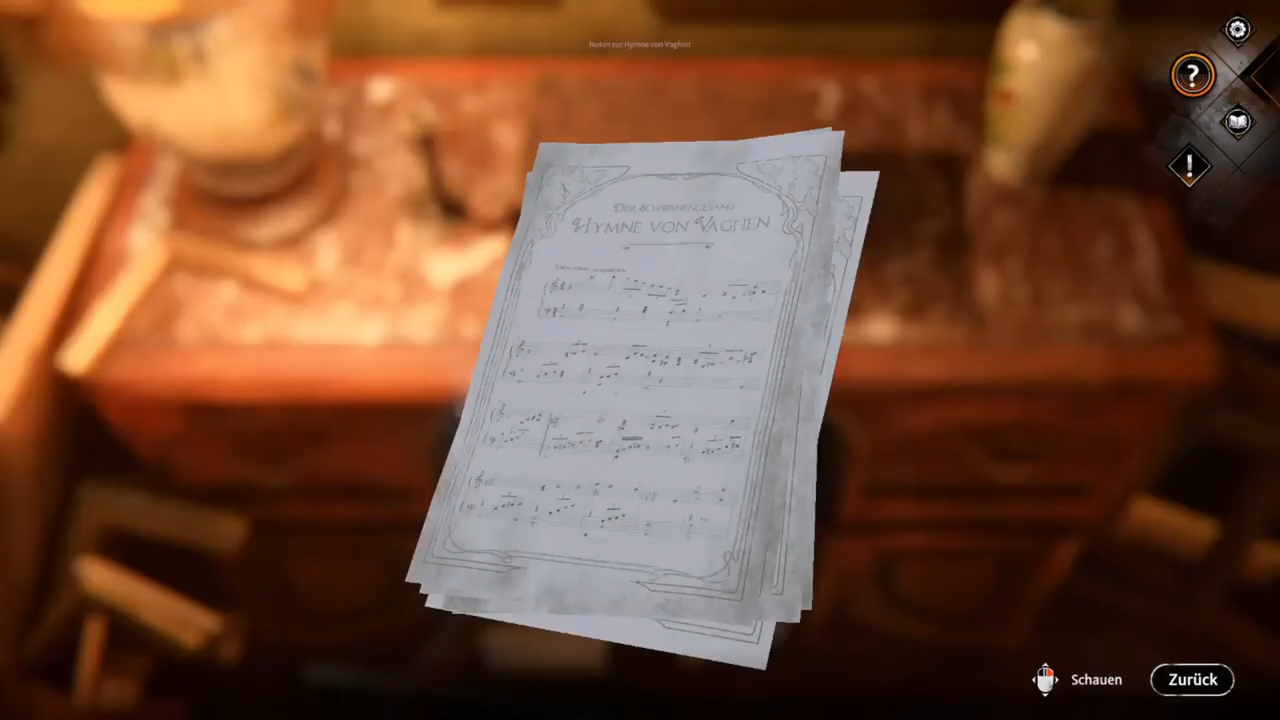 Noten zur Hymne von Vaghen
?
!
DER SCHWANENGESANG
HYMNE VON VAGHEN
Schauen
Zurück